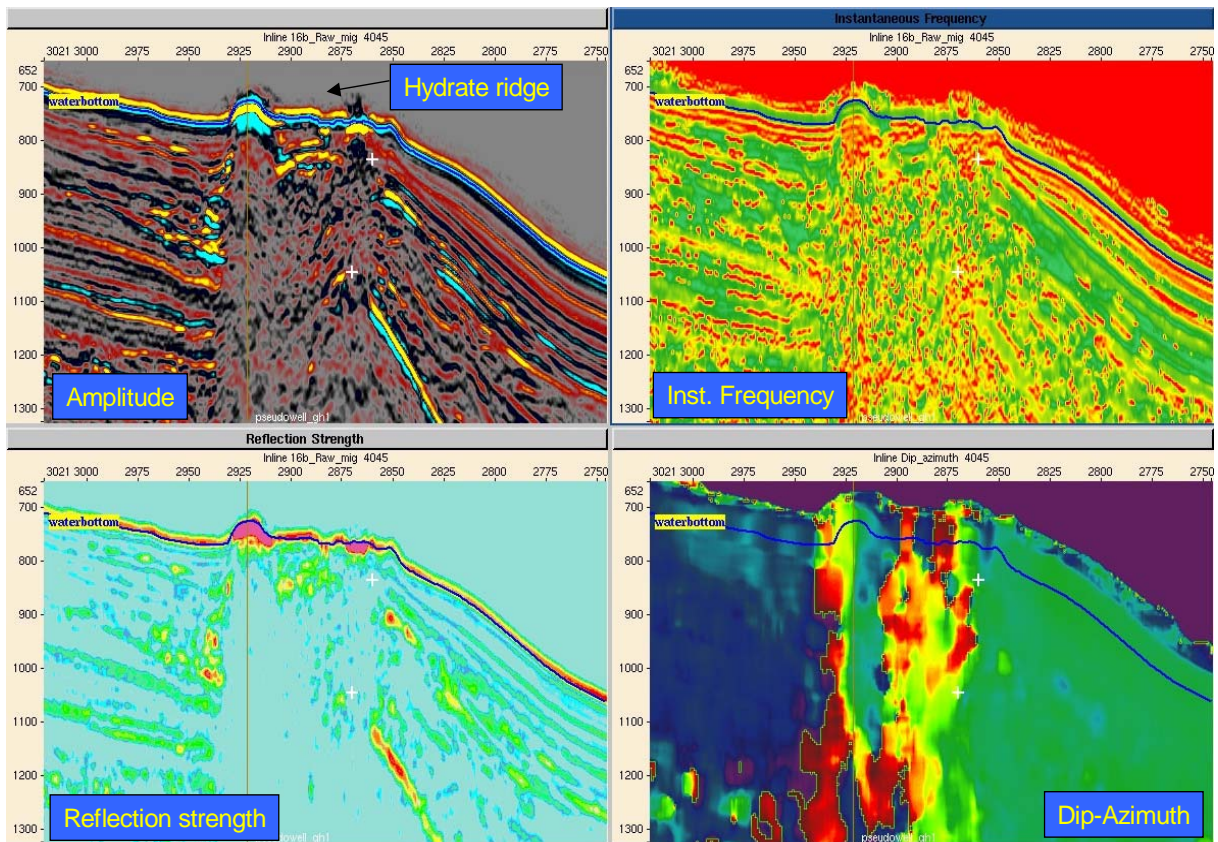 Instantaneous Frequency
Inline 16b_Raw_mig 4045
3021 3000 2975 2950 2925 2900 2875 2850 2825 2800 2775 2750
652
700
800
900
1000
1100
1200
1300
waterbottom
Hydrate ridge
Amplitude
pseudowell_gh1
Inline 16b_Raw_mig 4045
3021 3000 2975 2950 2925 2900 2875 2850 2825 2800 2775 2750
652
700
800
900
1000
1100
1200
1300
waterbottom
Inst. Frequency
pseudowell_gh1
Reflection Strength
Inline 16b_Raw_mig 4045
3021 3000 2975 2950 2925 2900 2875 2850 2825 2800 2775 2750
652
700
800
900
1000
1100
1200
1300
waterbottom
Reflection strength
udowell_gh1
Inline Dip_azimuth 4045
3021 3000 2975 2950 2925 2900 2875 2850 2825 2800 2775 2750
652
700
800
900
1000
1100
1200
1300
waterbottom
Dip-Azimuth
pseudowell_gh1